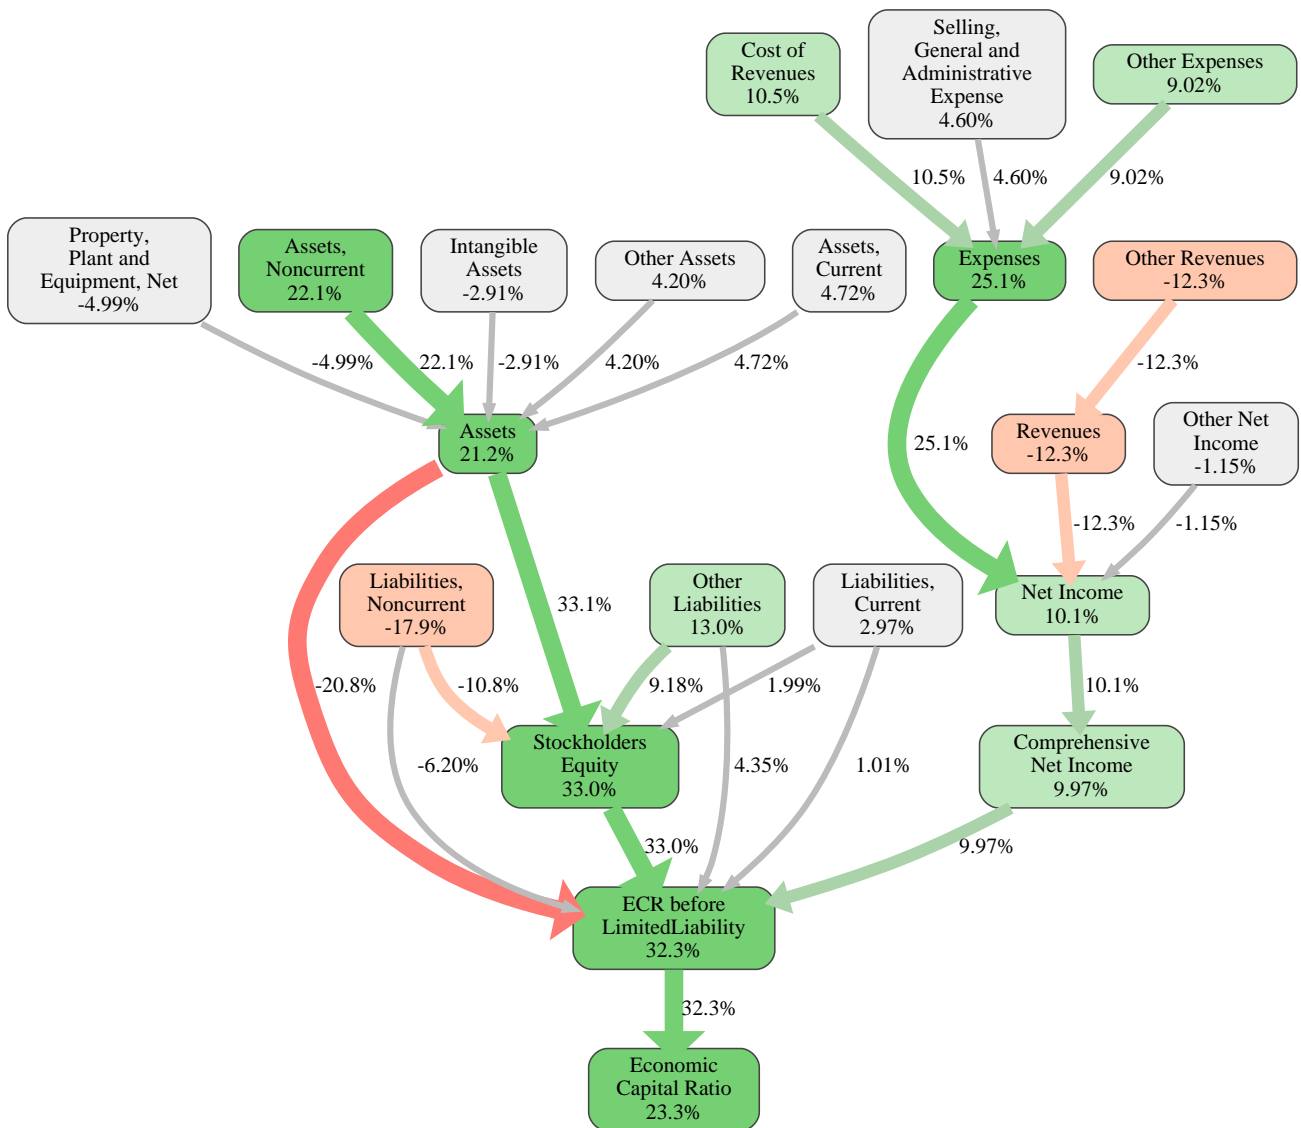 Selling,
General and
Administrative
Expense
4.60%
Cost of
Revenues
10.5%
Other Expenses
9.02%
10.5%
4.60%
9.02%
Property,
Plant and
Equipment, Net
-4.99%
Assets,
Noncurrent
22.1%
Intangible
Assets
-2.91%
Other Assets
4.20%
Assets,
Current
4.72%
Expenses
25.1%
Other Revenues
-12.3%
-4.99%
22.1%
-2.91%
4.20%
4.72%
-12.3%
Assets
21.2%
25.1%
Revenues
-12.3%
Other Net
Income
-1.15%
-12.3%
-1.15%
Liabilities,
Noncurrent
-17.9%
33.1%
Other
Liabilities
13.0%
Liabilities,
Current
2.97%
Net Income
10.1%
-20.8%
-10.8%
9.18%
1.99%
10.1%
Stockholders
Equity
33.0%
Comprehensive
Net Income
9.97%
-6.20%
4.35%
1.01%
33.0%
9.97%
ECR before
LimitedLiability
32.3%
32.3%
Economic
Capital Ratio
23.3%